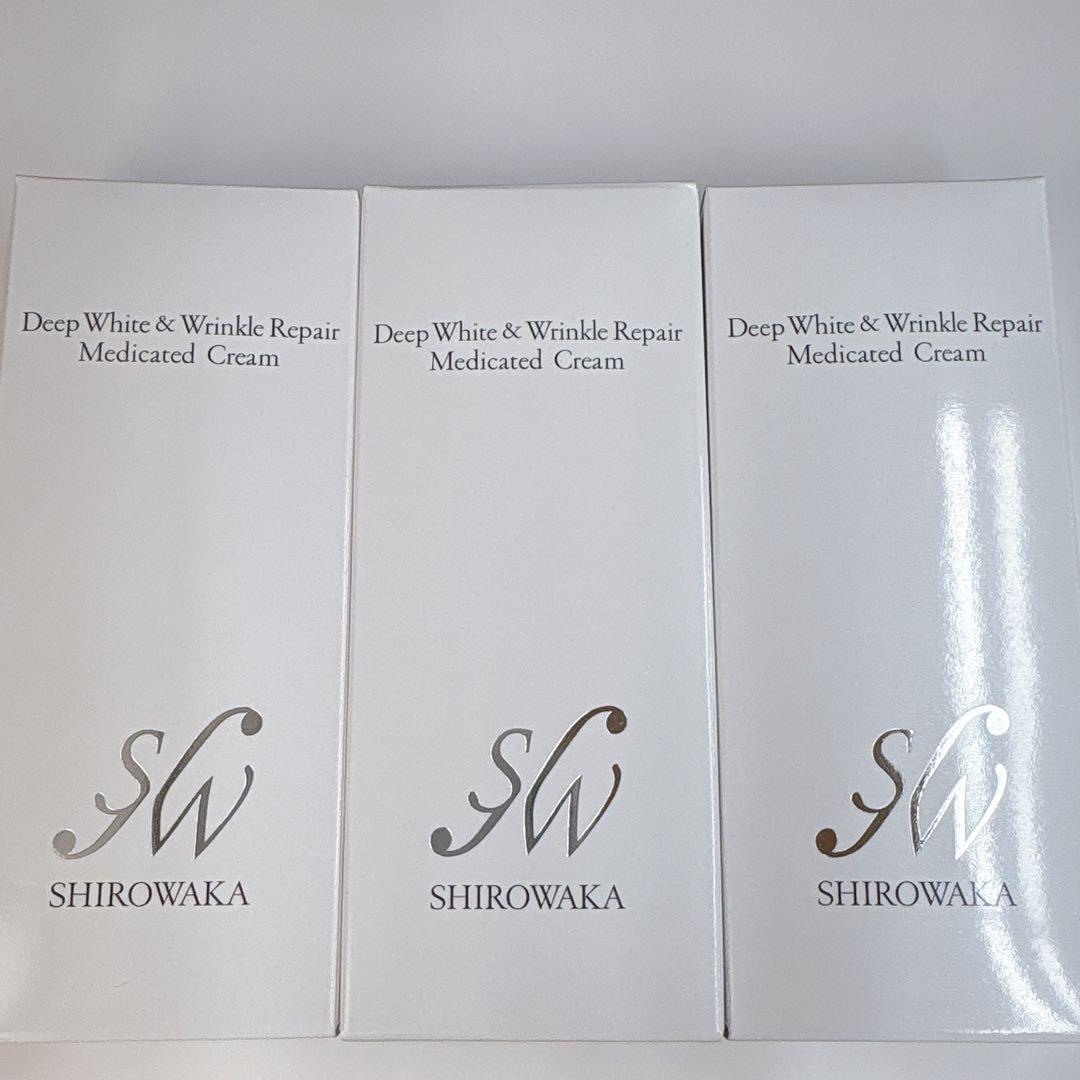 Deep White & Wrinkle Repair
Medicated Cream
SW
SHIROWAKA
Deep White & Wrinkle Repair
Medicated Cream
SW
SHIROWAKA
Deep White & Wrinkle Repair
Medicated Cream
SW
SHIROWAKA